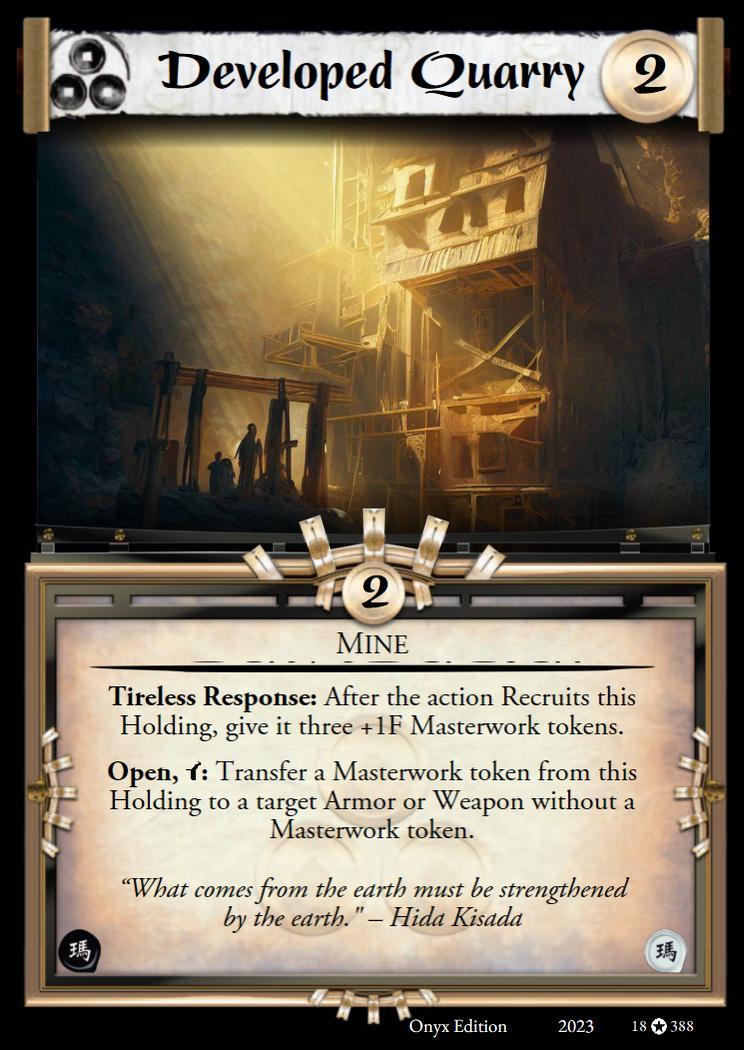 Developed Quarry 2
2
MINE
Tireless Response: After the action Recruits this
Holding, give it three +1F Masterwork tokens.
Open, : Transfer a Masterwork token from this
Holding to a target Armor or Weapon without a
Masterwork token.
“What comes from the earth must be strengthened
by the earth." – Hida Kisada
瑪 瑪
Onyx Edition 2023 18 388